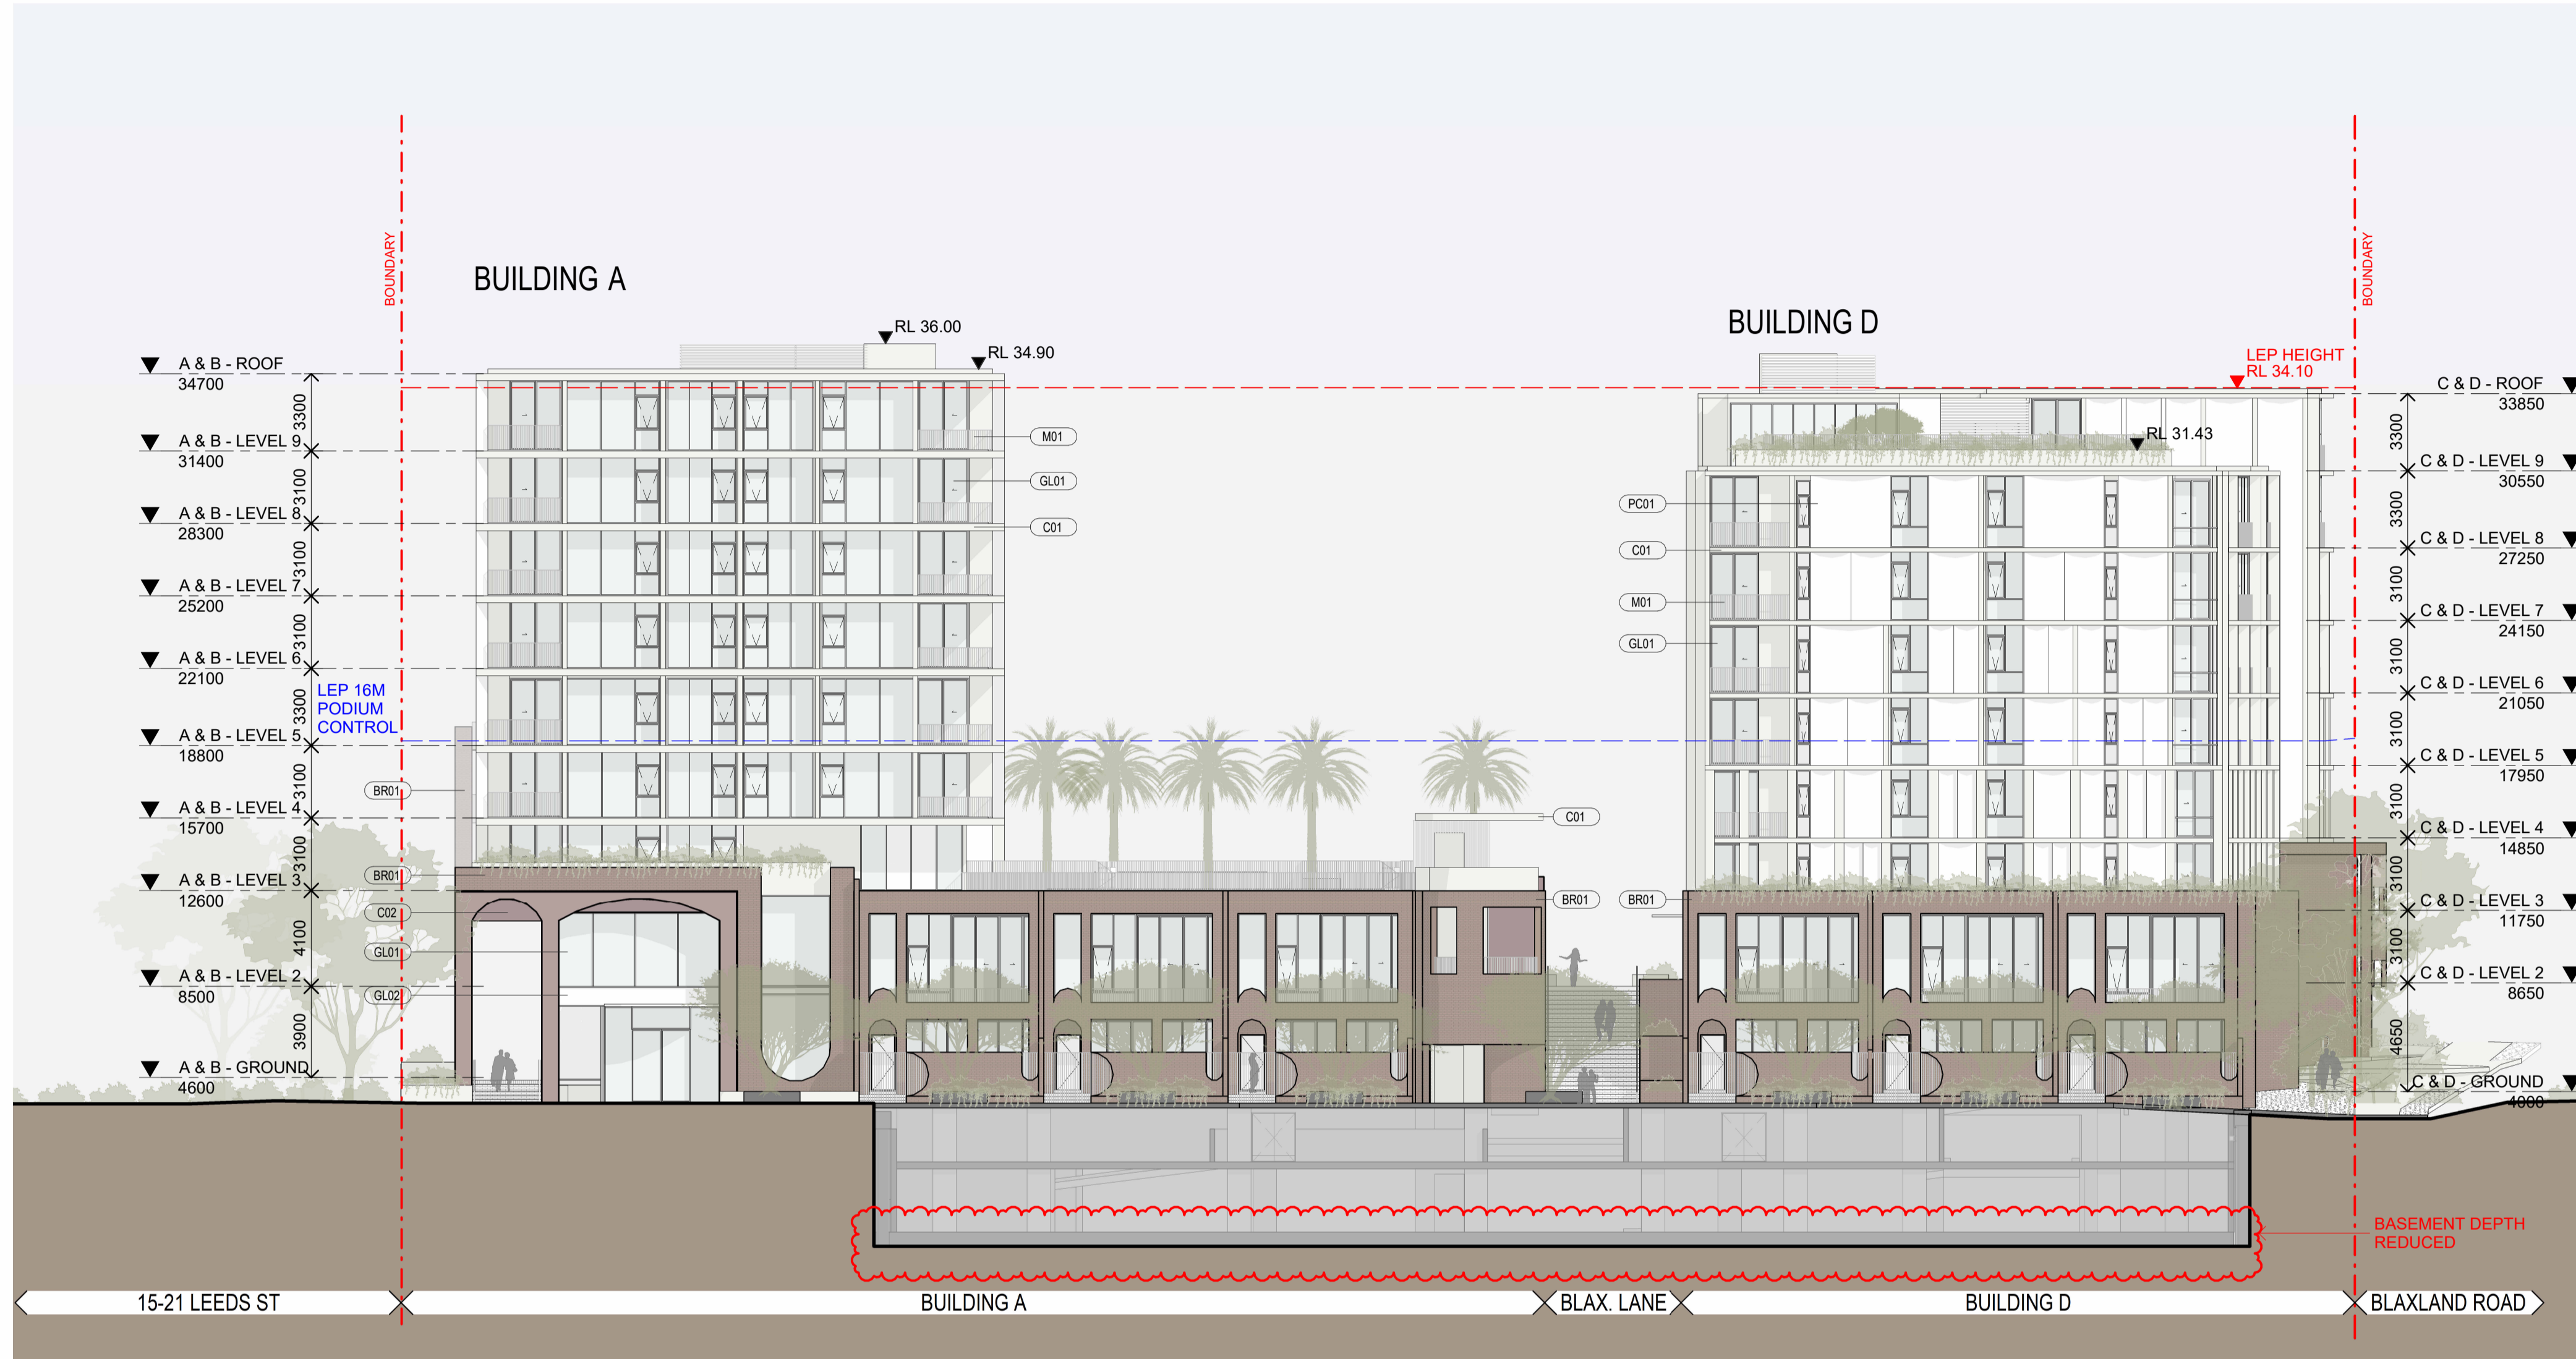 BUILDING A
BUILDING D
BOUNDARY
BOUNDARY
RL 36.00
RL 34.90
LEP HEIGHT
RL 34.10
RL 31.43
A & B - ROOF
34700
3300
A & B - LEVEL 9
31400
3100
A & B - LEVEL 8
28300
3100
A & B - LEVEL 7
25200
3100
A & B - LEVEL 6
22100
3300
LEP 16M
PODIUM
CONTROL
A & B - LEVEL 5
18800
3100
A & B - LEVEL 4
15700
3100
A & B - LEVEL 3
12600
4100
A & B - LEVEL 2
8500
3900
A & B - GROUND
4600
BR01
BR01
C02
GL01
GL02
M01
GL01
C01
C01
BR01
PC01
C01
M01
GL01
BR01
C & D - ROOF
33850
3300
C & D - LEVEL 9
30550
3300
C & D - LEVEL 8
27250
3100
C & D - LEVEL 7
24150
3100
C & D - LEVEL 6
21050
3100
C & D - LEVEL 5
17950
3100
C & D - LEVEL 4
14850
3100
C & D - LEVEL 3
11750
3100
C & D - LEVEL 2
8650
4650
C & D - GROUND
4000
BASEMENT DEPTH
REDUCED
15-21 LEEDS ST
BUILDING A
BLAX. LANE
BUILDING D
BLAXLAND ROAD